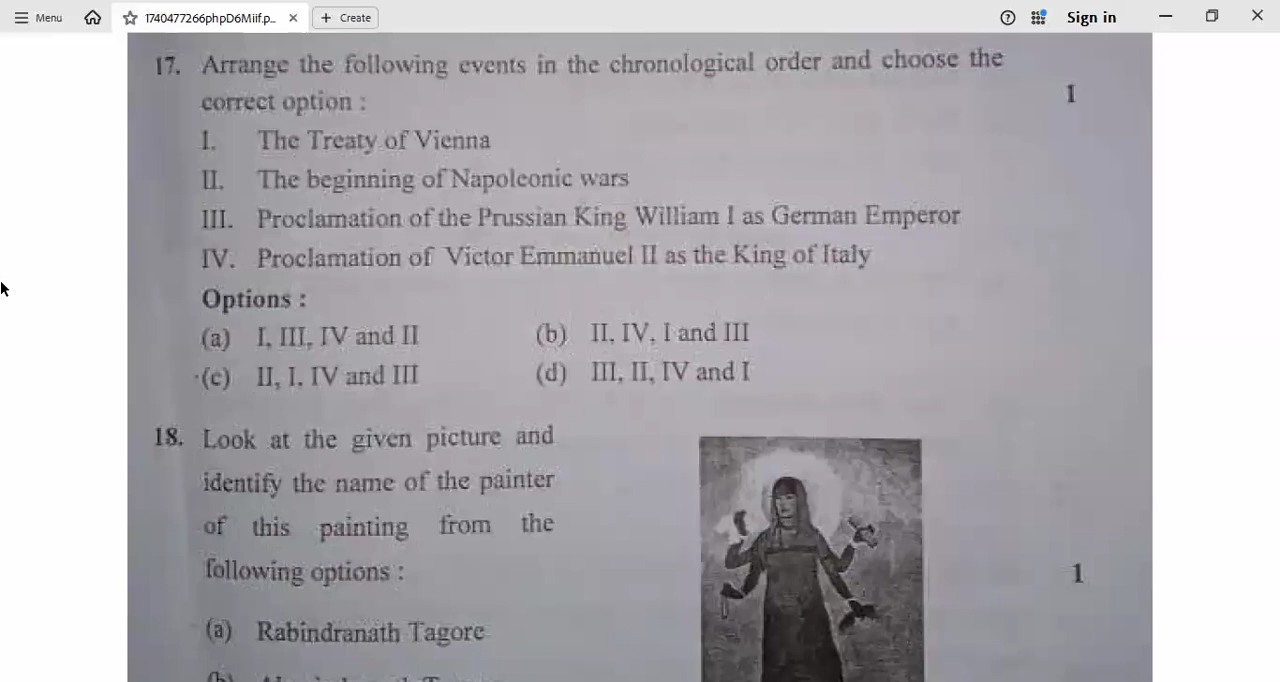 Menu
1740477266phpD6Miif.p...
Create
Sign in
17. Arrange the following events in the chronological order and choose the
correct option :
1
I. The Treaty of Vienna
II. The beginning of Napoleonic wars
III. Proclamation of the Prussian King William I as German Emperor
IV. Proclamation of Victor Emmanuel II as the King of Italy
Options :
(a) I, III, IV and II (b) II, IV, I and III
(c) II, I, IV and III (d) III, II, IV and I
18. Look at the given picture and
identify the name of the painter
of this painting from the
following options :
1
(a) Rabindranath Tagore
(b)